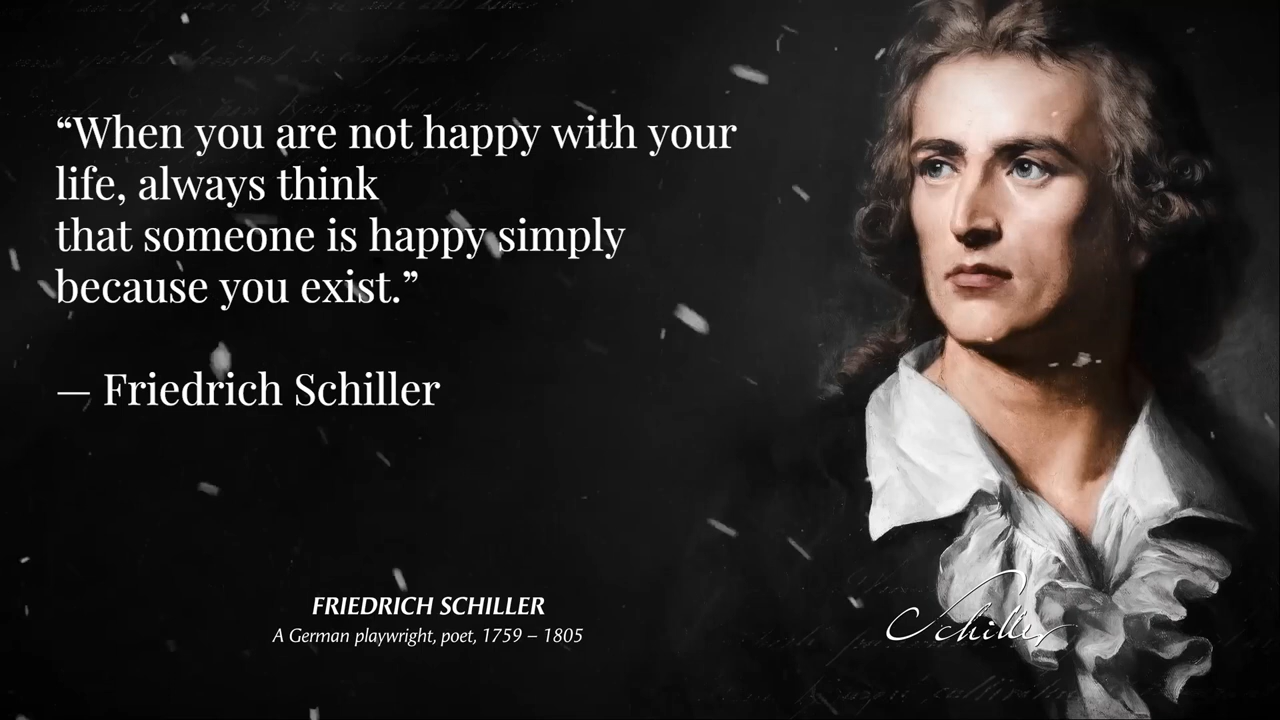 “When you are not happy with your
life, always think
that someone is happy simply
because you exist.”
— Friedrich Schiller
FRIEDRICH SCHILLER
A German playwright, poet, 1759 – 1805
Schiller